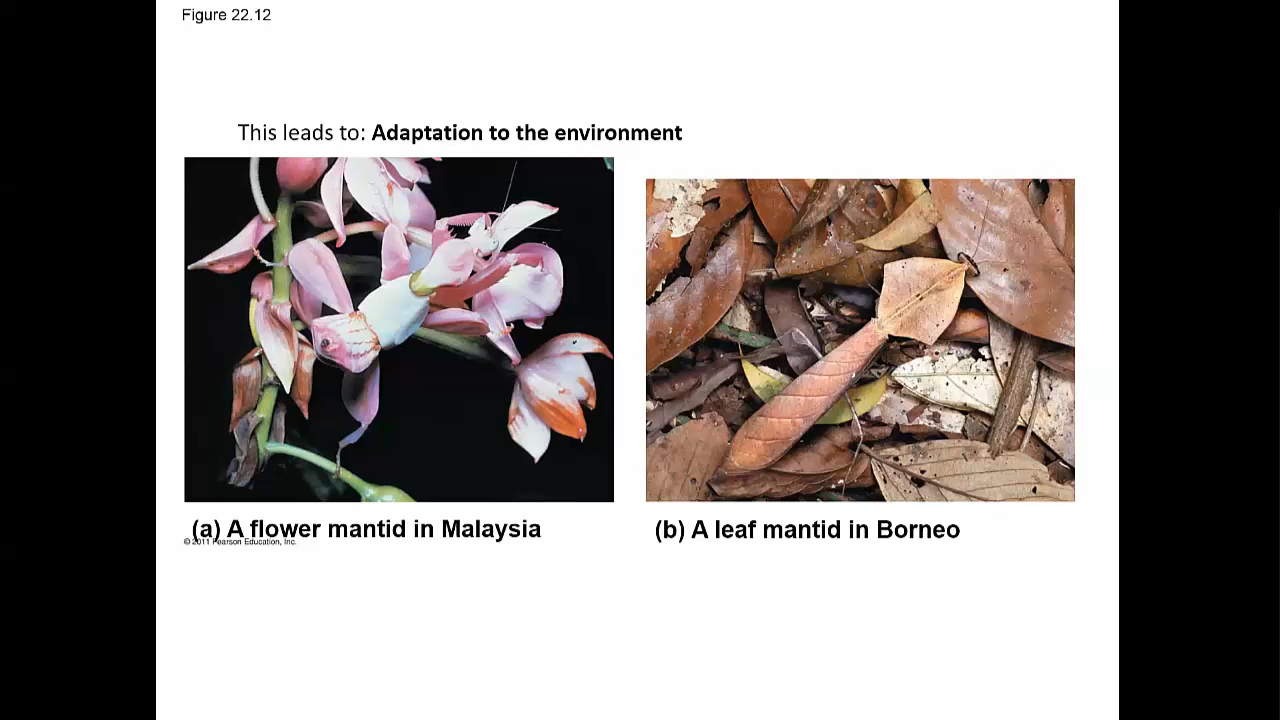 Figure 22.12
This leads to: Adaptation to the environment
(a) A flower mantid in Malaysia
(b) A leaf mantid in Borneo
© 2011 Pearson Education, Inc.